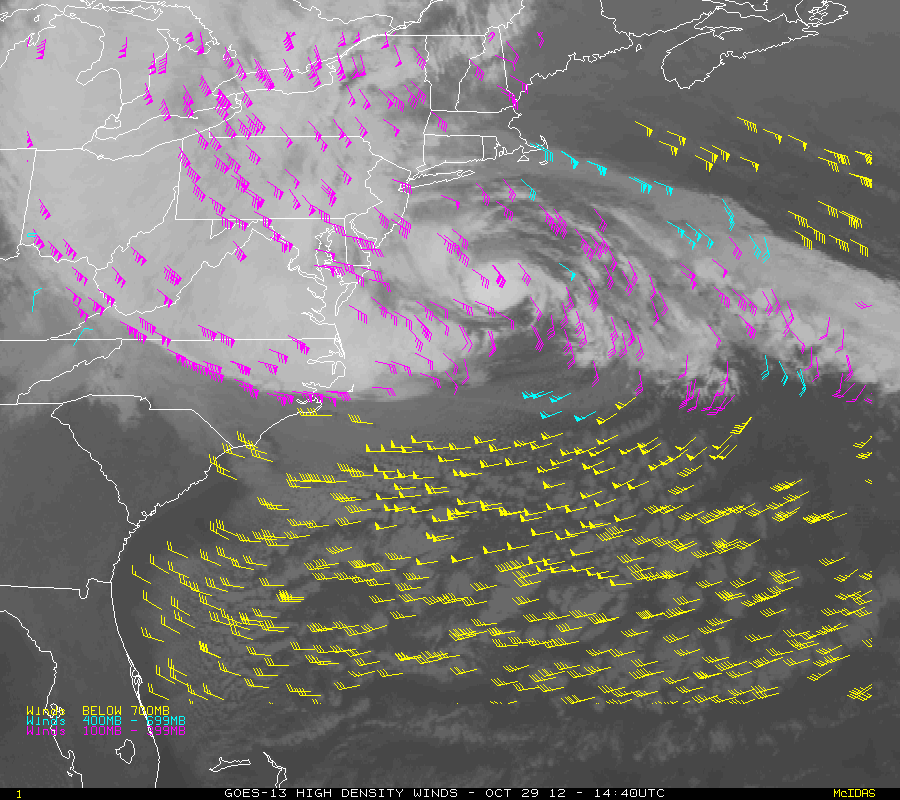 Winds BELOW 700MB
Winds 400MB - 699MB
Winds 100MB - 399MB
1 GOES-13 HIGH DENSITY WINDS - OCT 29 12 - 14:40UTC McIDAS